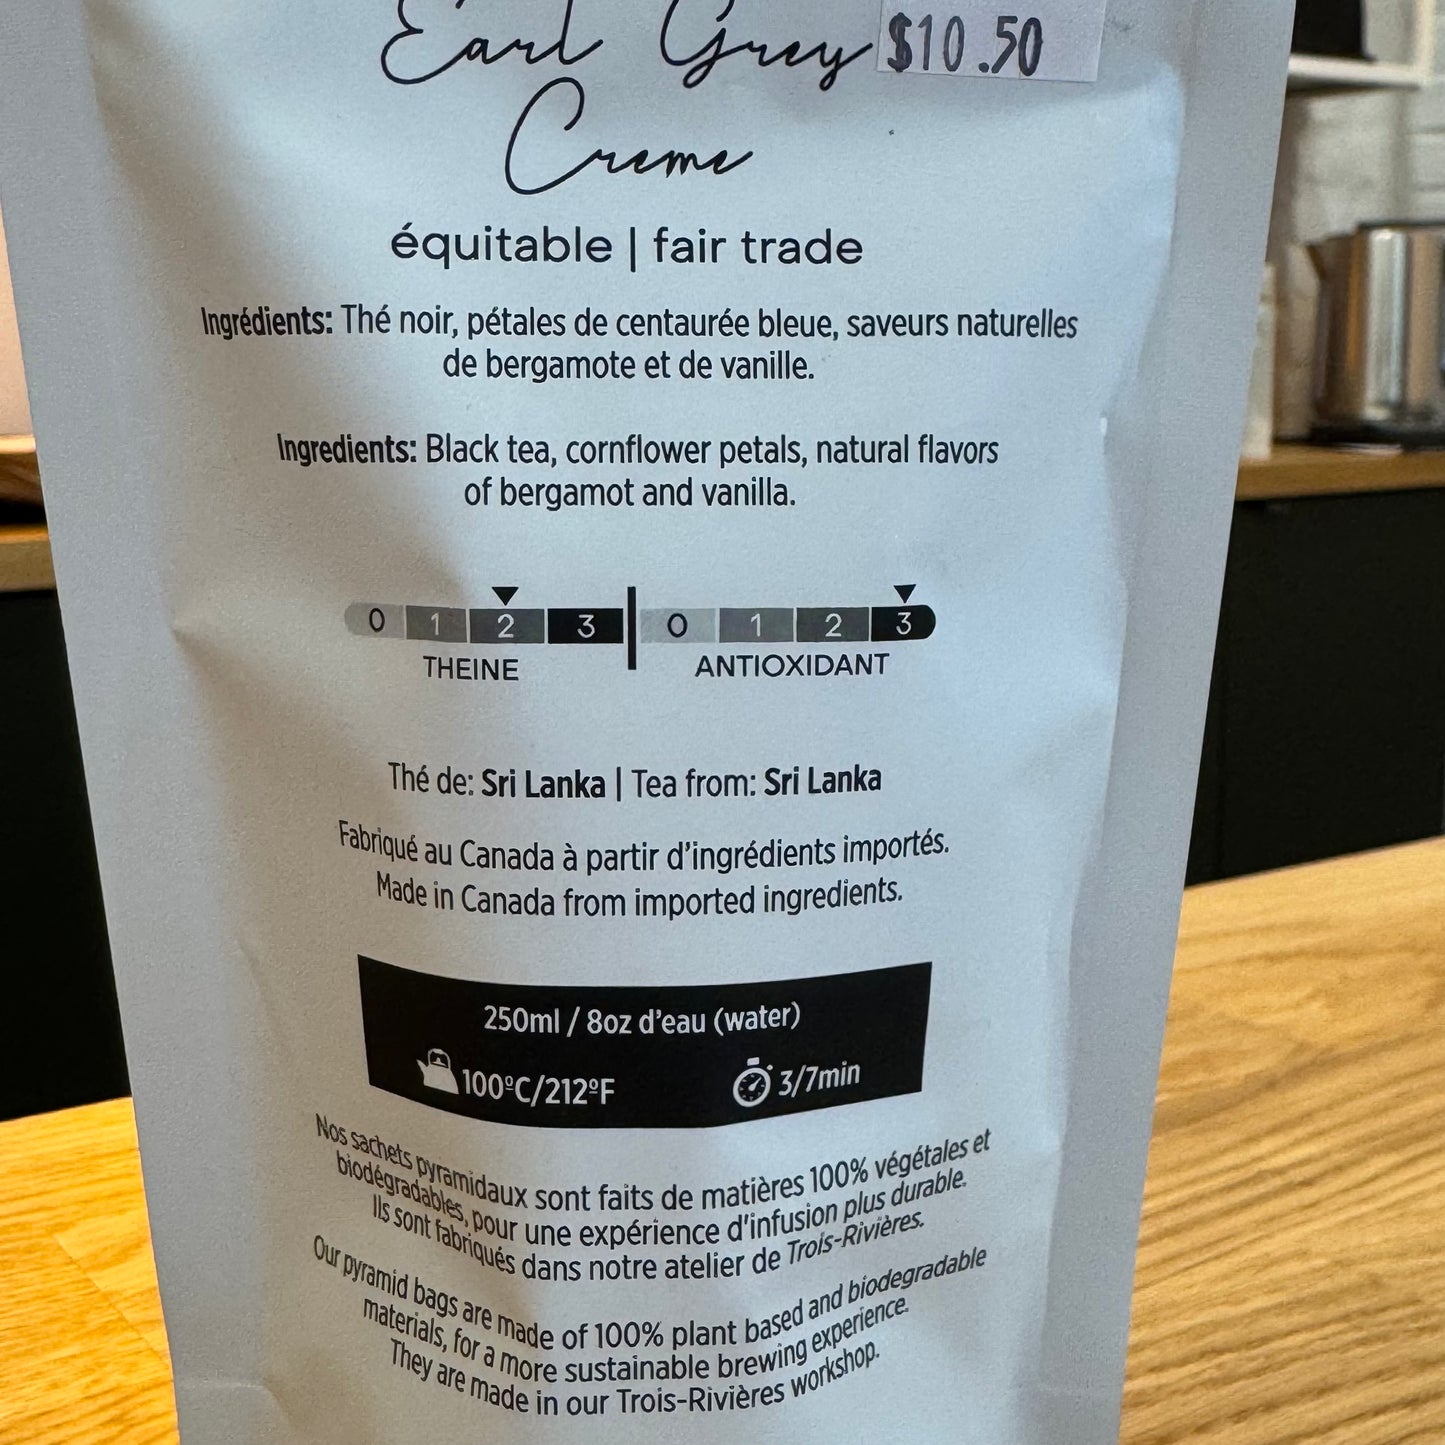 Earl Grey $10.50
Creme
équitable | fair trade
Ingrédients: Thé noir, pétales de centaurée bleue, saveurs naturelles
de bergamote et de vanille.
Ingredients: Black tea, cornflower petals, natural flavors
of bergamot and vanilla.
0 1 2 3 | 0 1 2 3
THEINE ANTIOXIDANT
Thé de: Sri Lanka | Tea from: Sri Lanka
Fabriqué au Canada à partir d'ingrédients importés.
Made in Canada from imported ingredients.
250ml / 8oz d'eau (water)
100ºC/212ºF 3/7min
Nos sachets pyramidaux sont faits de matières 100% végétales et
biodégradables, pour une expérience d'infusion plus durable.
Ils sont fabriqués dans notre atelier de Trois-Rivières.
Our pyramid bags are made of 100% plant based and biodegradable
materials, for a more sustainable brewing experience.
They are made in our Trois-Rivières workshop.